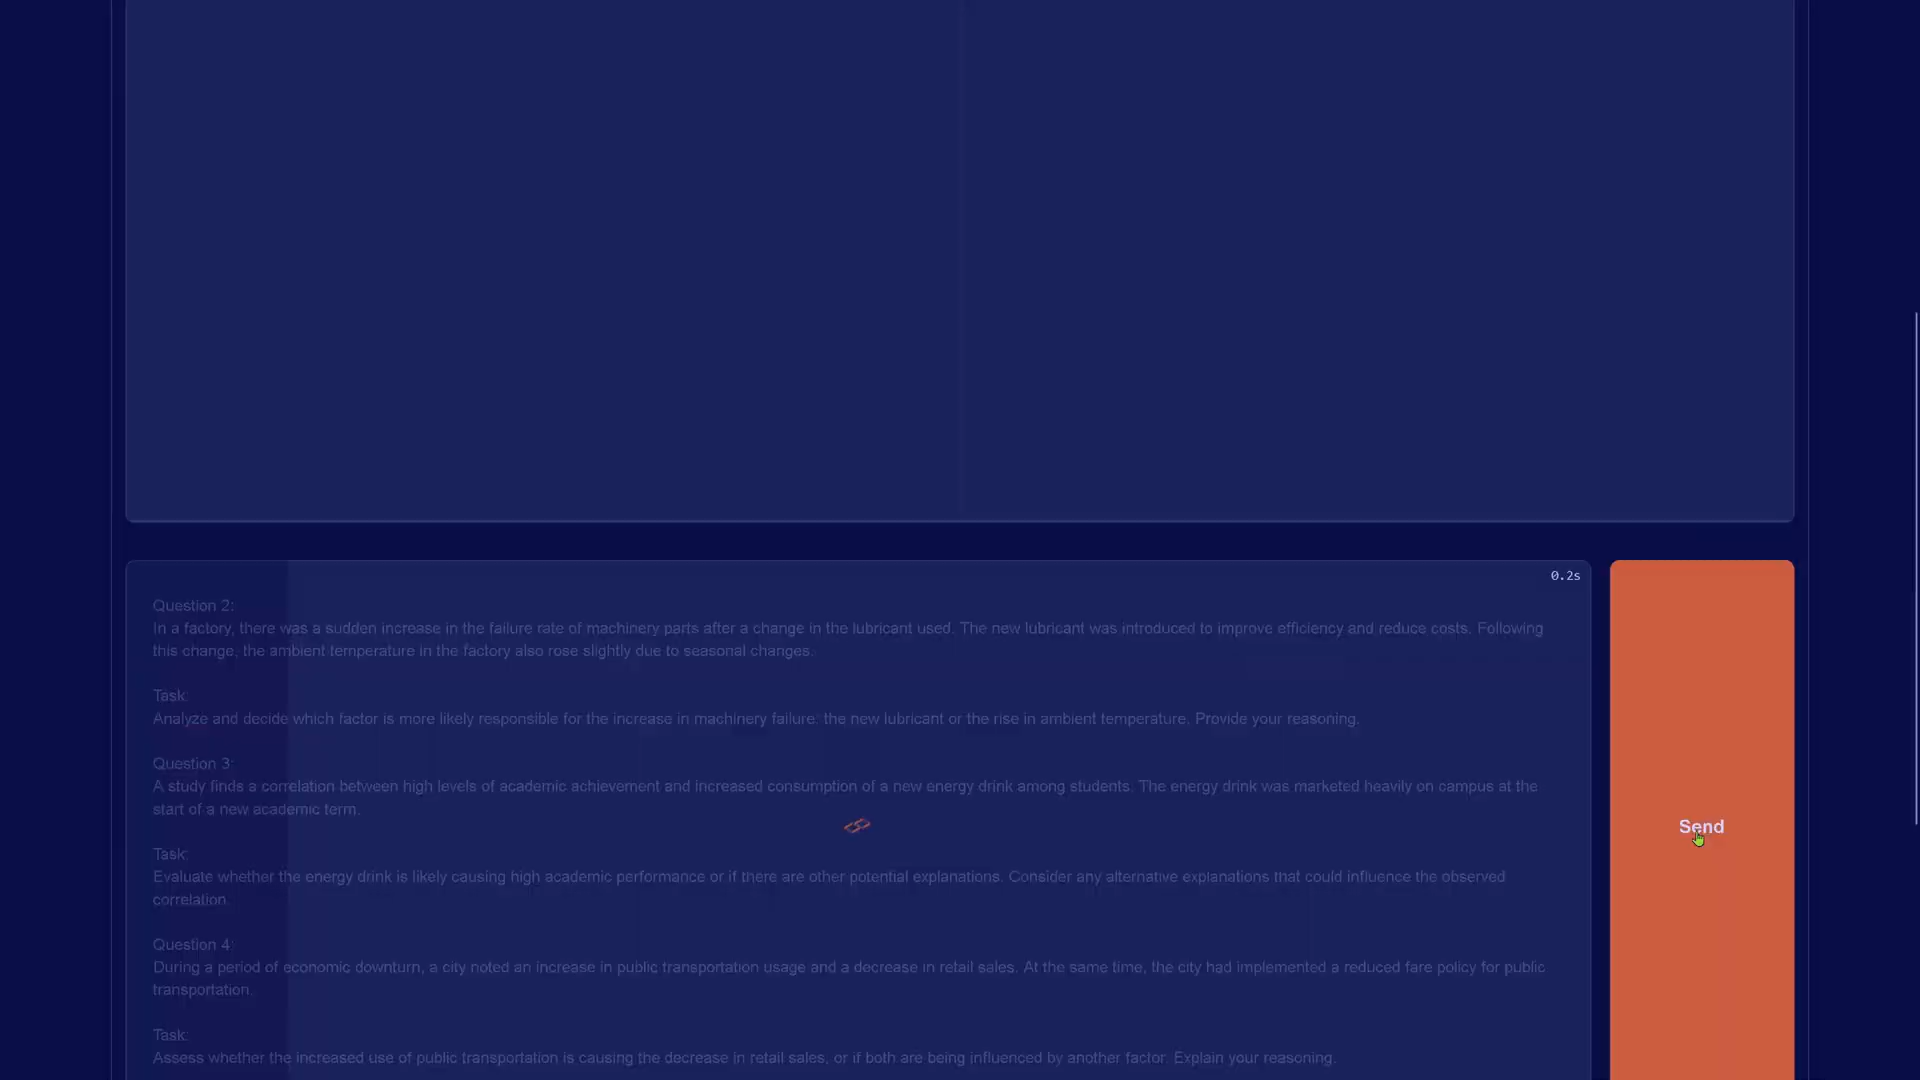 0.2s
Question 2:
In a factory, there was a sudden increase in the failure rate of machinery parts after a change in the lubricant used. The new lubricant was introduced to improve efficiency and reduce costs. Following
this change, the ambient temperature in the factory also rose slightly due to seasonal changes.
Task:
Analyze and decide which factor is more likely responsible for the increase in machinery failure: the new lubricant or the rise in ambient temperature. Provide your reasoning.
Question 3:
A study finds a correlation between high levels of academic achievement and increased consumption of a new energy drink among students. The energy drink was marketed heavily on campus at the
start of a new academic term.
Task:
Evaluate whether the energy drink is likely causing high academic performance or if there are other potential explanations. Consider any alternative explanations that could influence the observed
correlation.
Question 4:
During a period of economic downturn, a city noted an increase in public transportation usage and a decrease in retail sales. At the same time, the city had implemented a reduced fare policy for public
transportation.
Task:
Assess whether the increased use of public transportation is causing the decrease in retail sales, or if both are being influenced by another factor. Explain your reasoning.
Send